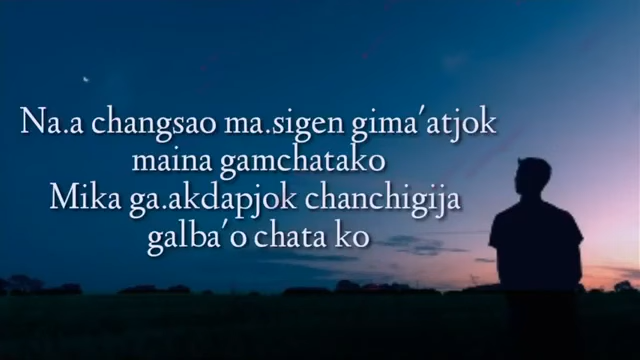 Na.a changsao ma.sigen gima'atjok
maina gamchatako
Mika ga.akdapjok chanchigija
galba'o chata ko